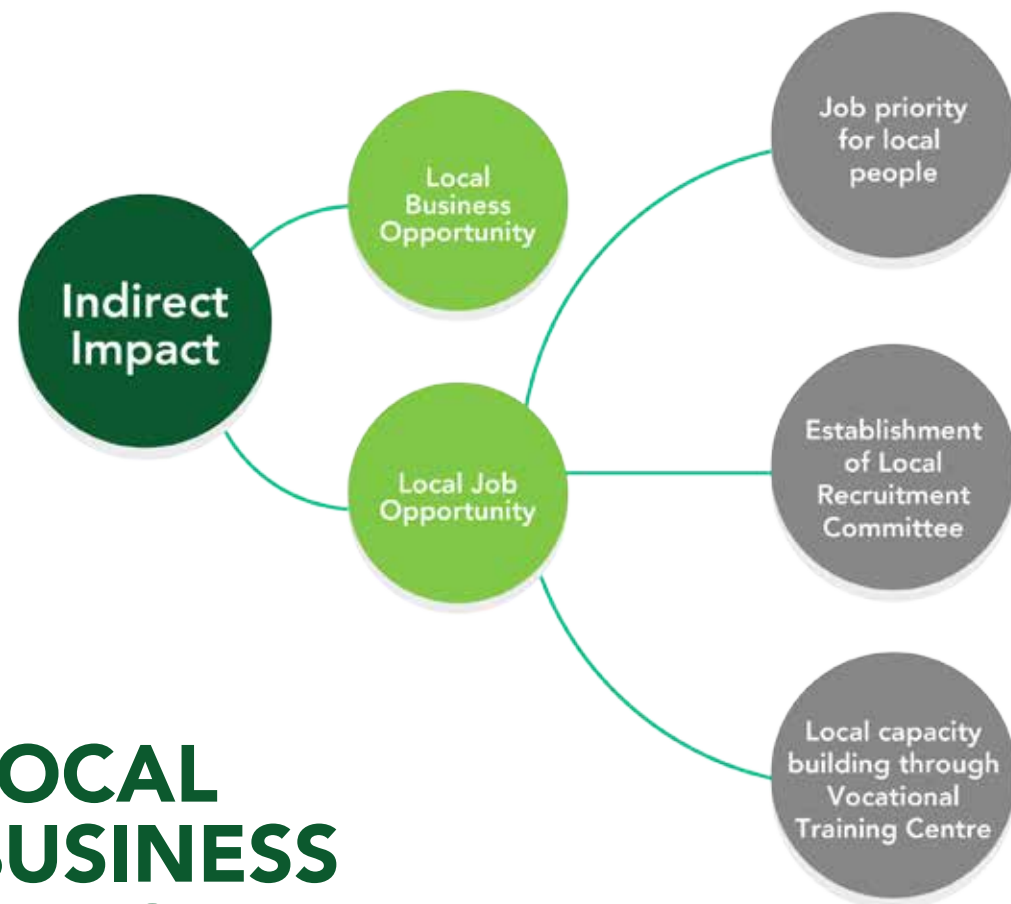 Indirect
Impact
Local
Business
Opportunity
Local Job
Opportunity
Job priority
for local
people
Establishment
of Local
Recruitment
Committee
Local capacity
building through
Vocational
Training Centre
OCAL
BUSINESS